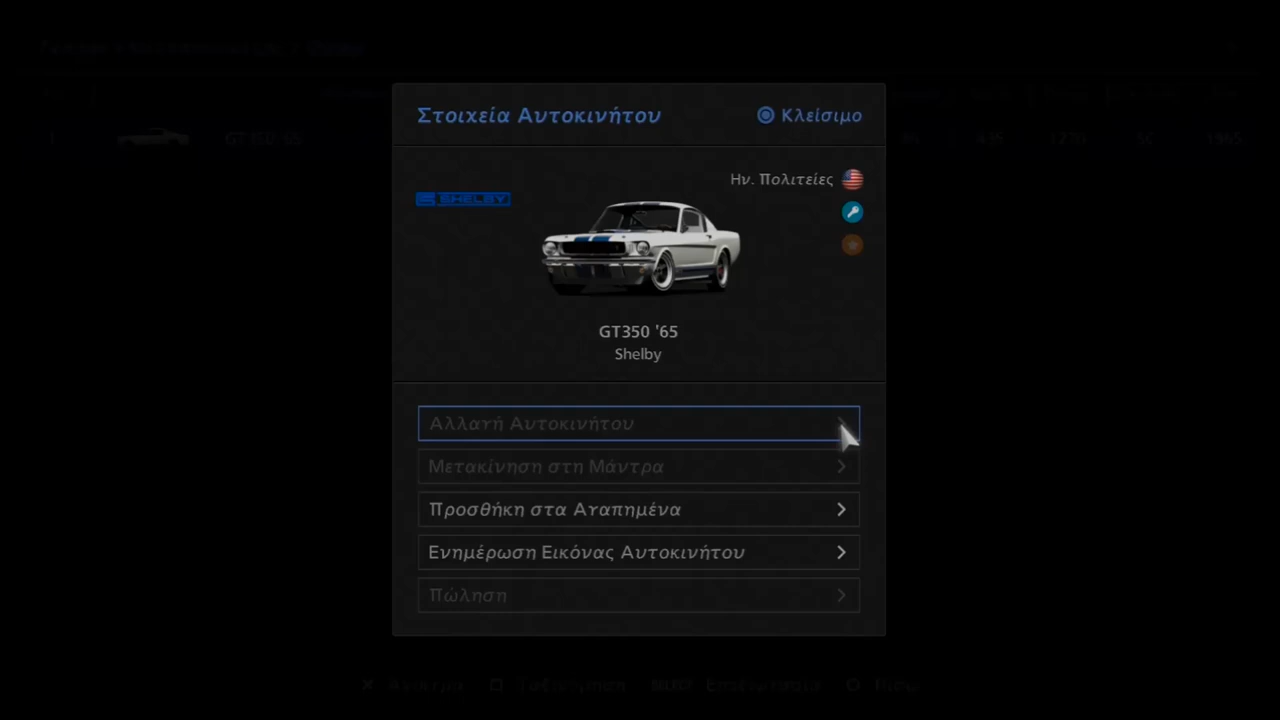 Στοιχεία Αυτοκινήτου
Κλείσιμο
Ην. Πολιτείες
SHELBY
GT350 '65
Shelby
Αλλαγή Αυτοκινήτου
Μετακίνηση στη Μάντρα
Προσθήκη στα Αγαπημένα
Ενημέρωση Εικόνας Αυτοκινήτου
Πώληση